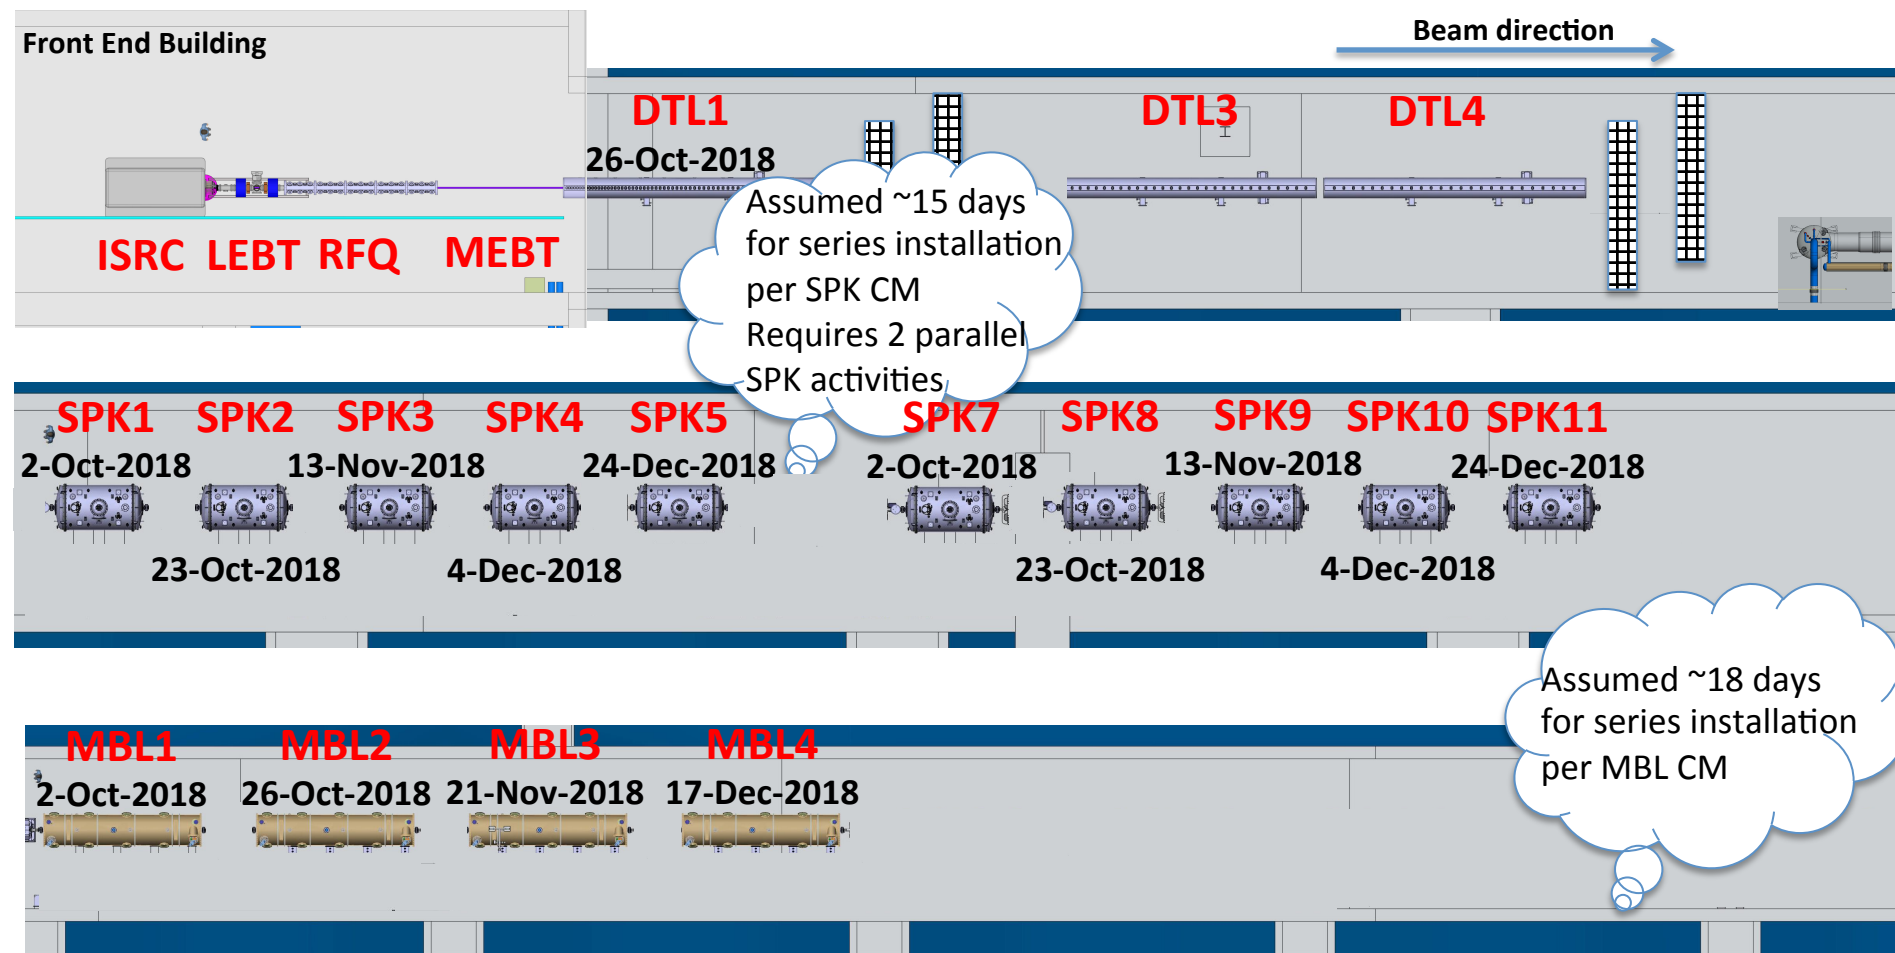 Front End Building
Beam direction
DTL1
DTL3
DTL4
26-Oct-2018
ISRC LEBT RFQ MEBT
Assumed ~15 days
for series installation
per SPK CM
Requires 2 parallel
SPK activities
SPK1 SPK2 SPK3 SPK4 SPK5 SPK7 SPK8 SPK9 SPK10 SPK11
2-Oct-2018 13-Nov-2018 24-Dec-2018 2-Oct-2018 13-Nov-2018 24-Dec-2018
23-Oct-2018 4-Dec-2018 23-Oct-2018 4-Dec-2018
Assumed ~18 days
for series installation
per MBL CM
MBL1 MBL2 MBL3 MBL4
2-Oct-2018 26-Oct-2018 21-Nov-2018 17-Dec-2018